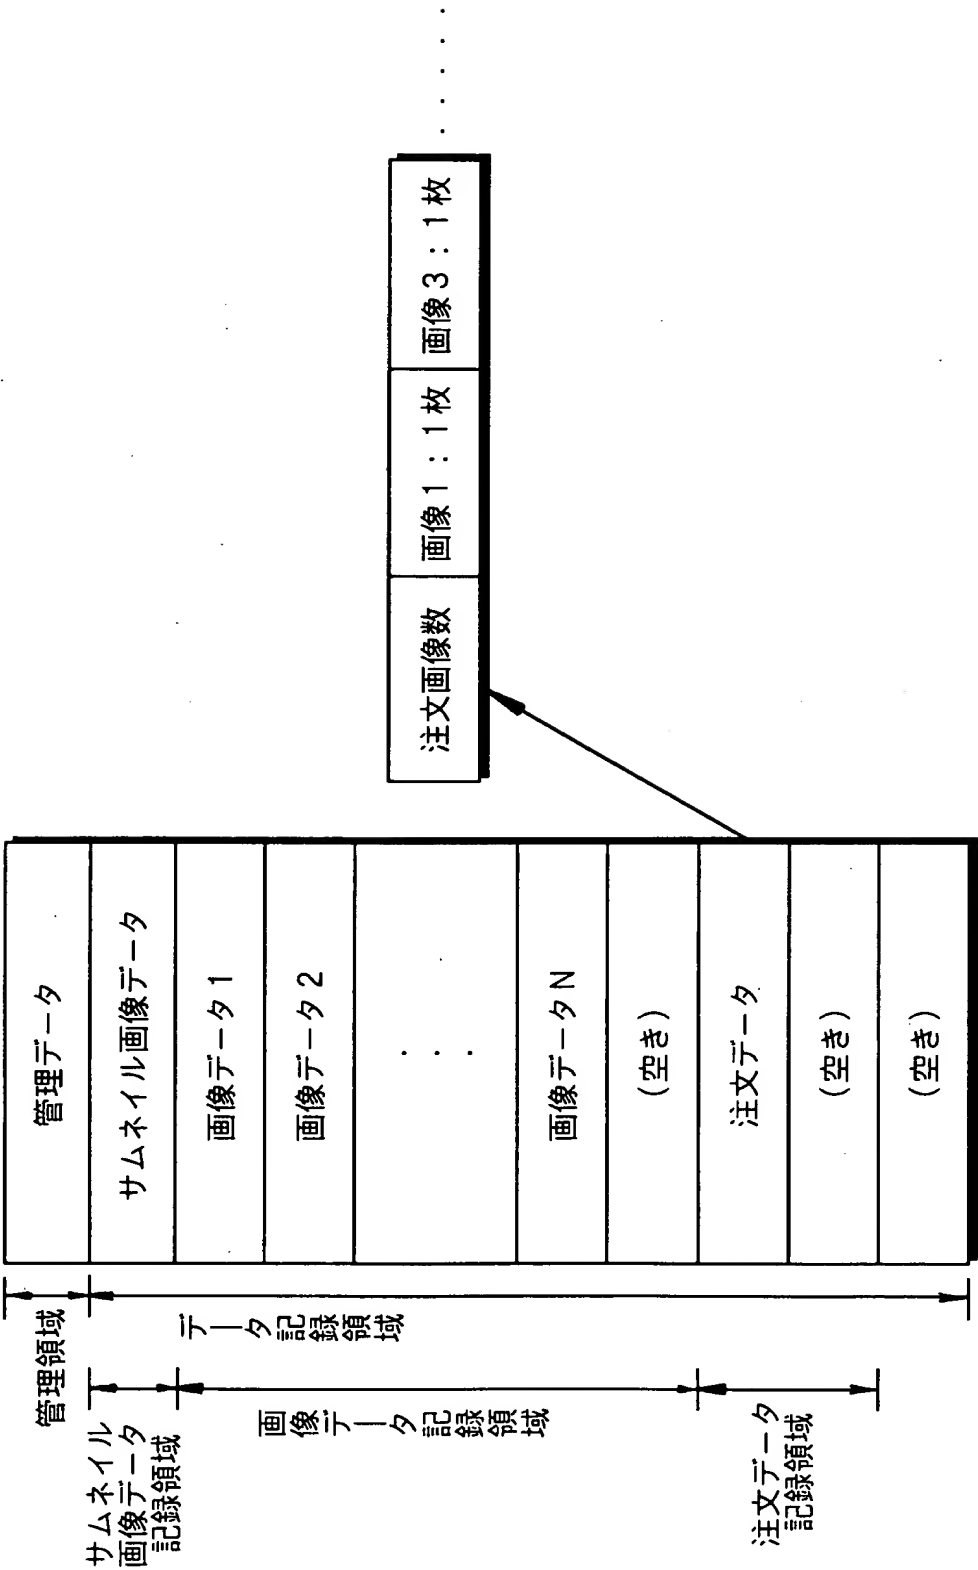 管理領域
サムネイル
画像データ
記録領域
データ記録領域
画像データ記録領域
注文データ
記録領域
管理データ
サムネイル画像データ
画像データ1
画像データ2
・・・
画像データN
(空き)
注文データ
(空き)
(空き)
注文画像数
画像1:1枚
画像3:1枚
・・・・・